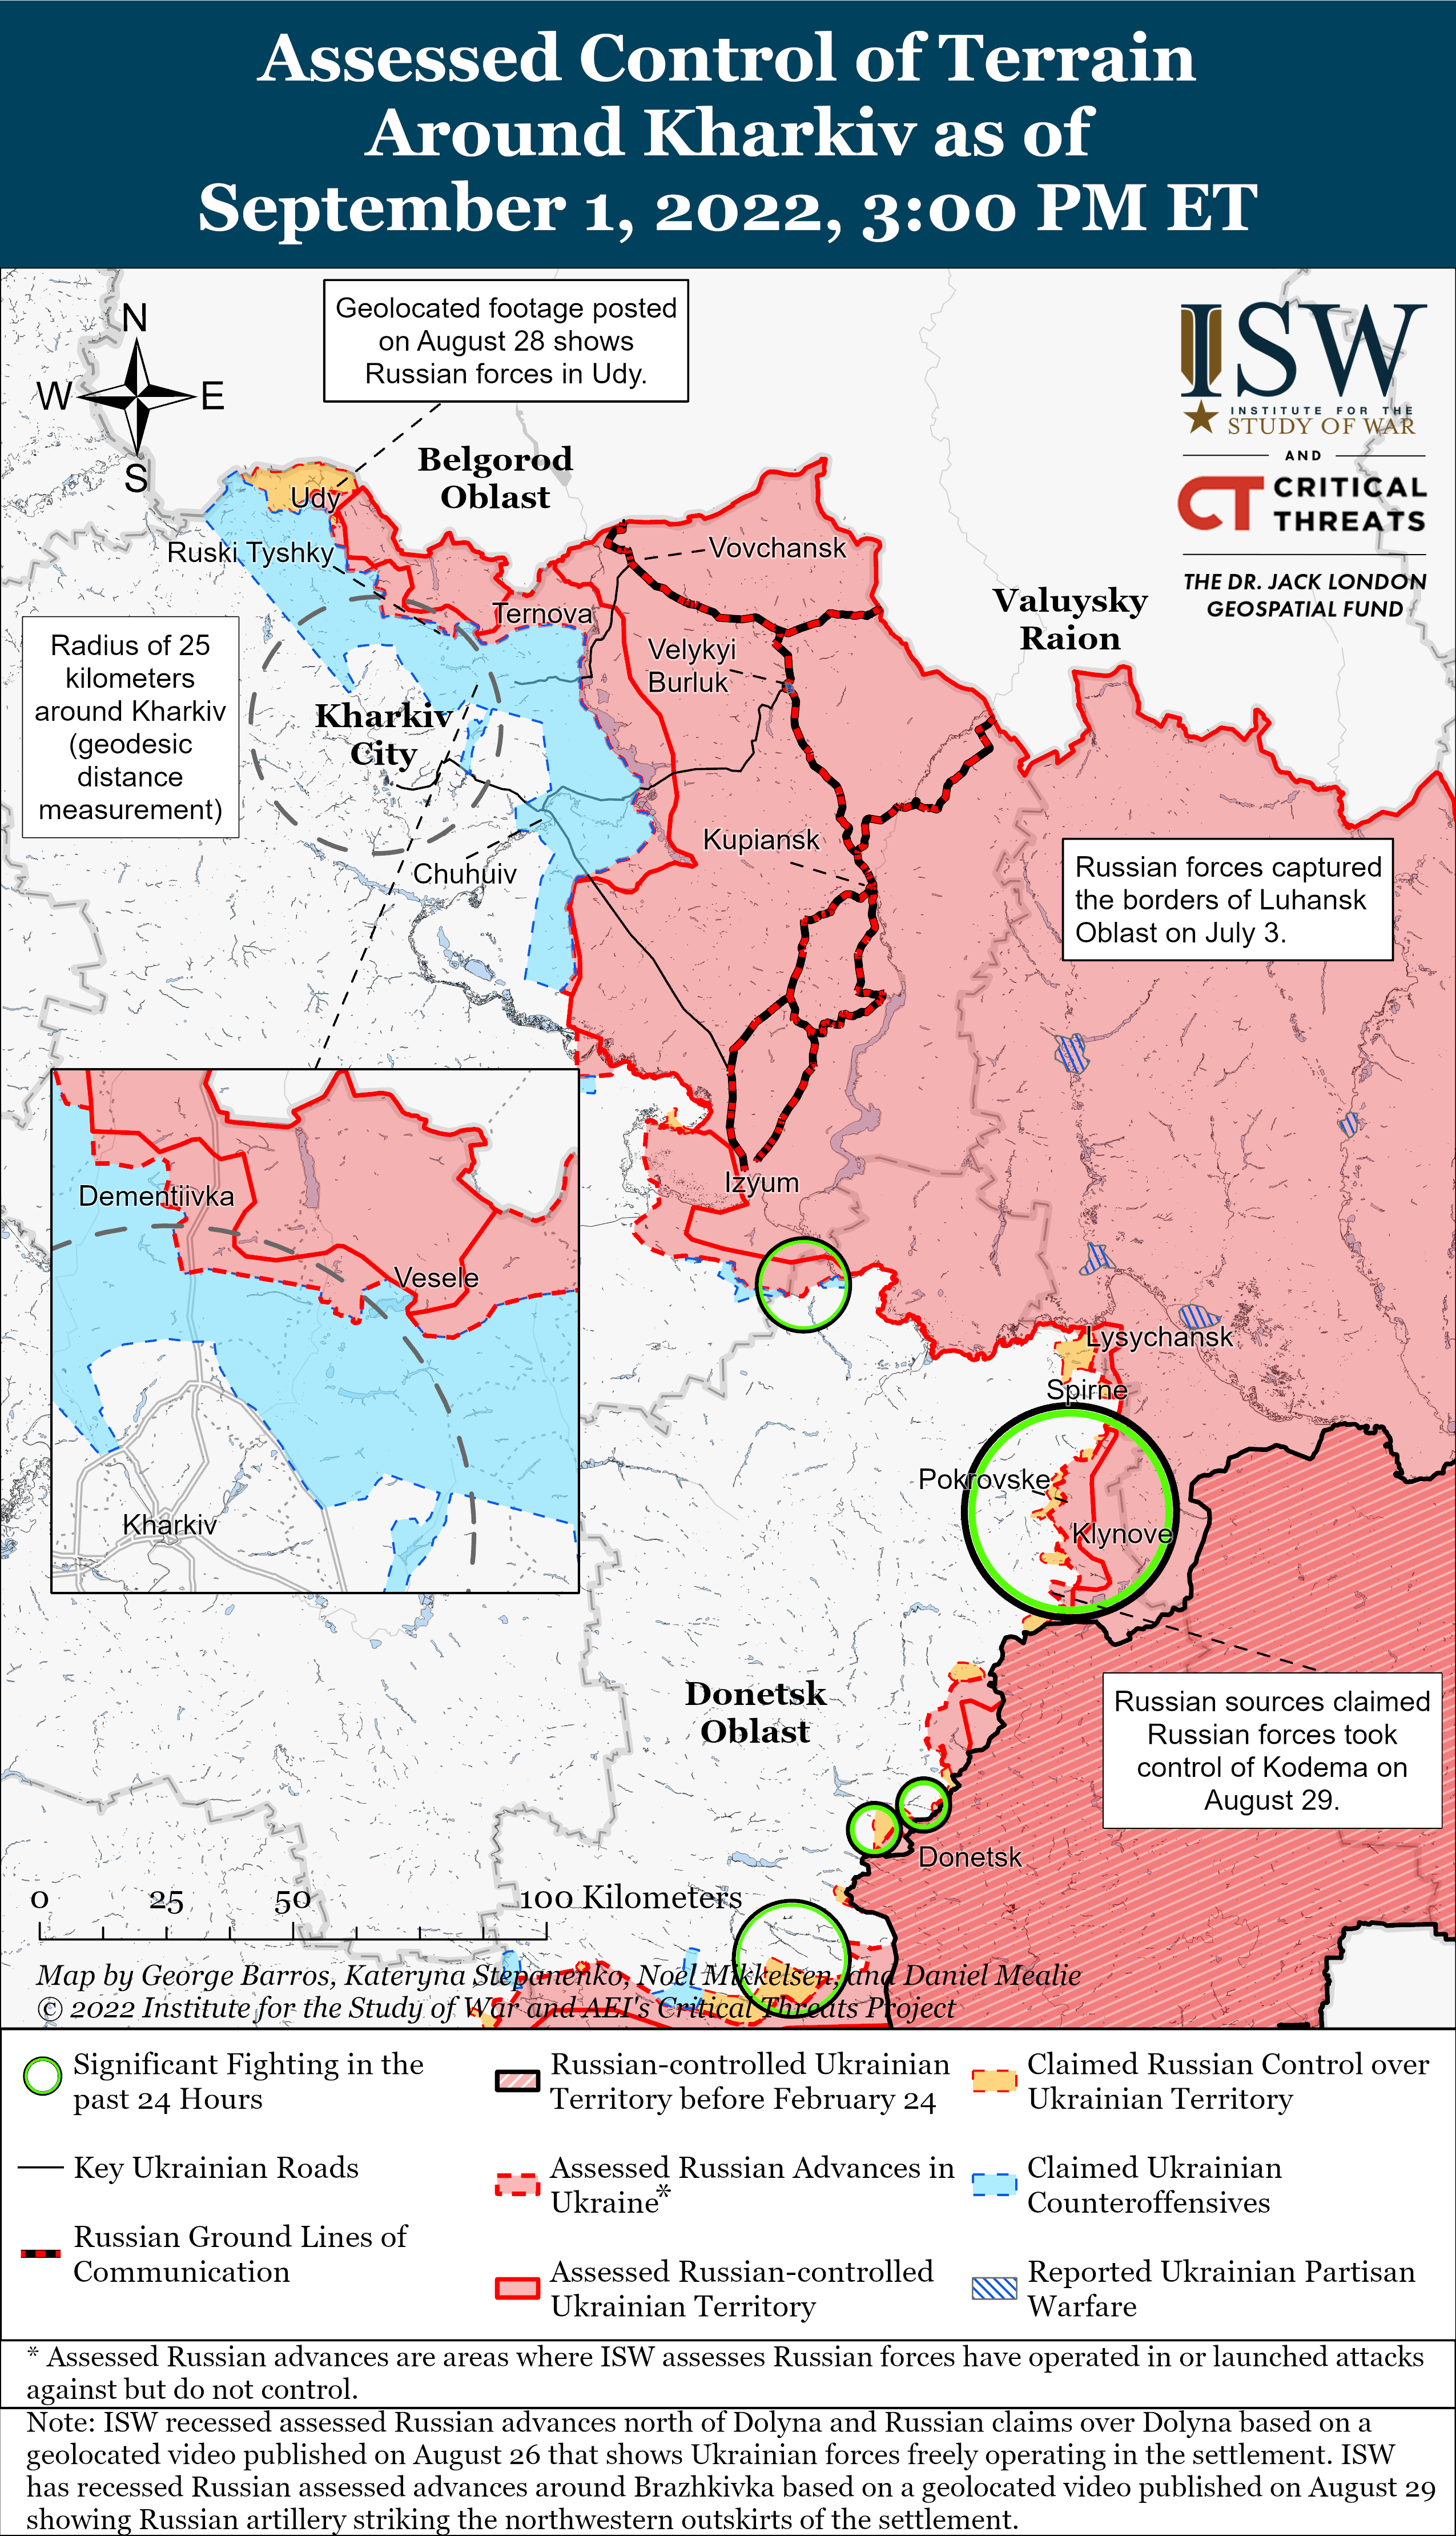 Assessed Control of Terrain
Around Kharkiv as of
September 1, 2022, 3:00 PM ET
Geolocated footage posted
on August 28 shows
Russian forces in Udy.
N
W
E
S
ISW
INSTITUTE FOR THE
STUDY OF WAR
AND
CT CRITICAL
THREATS
THE DR. JACK LONDON
GEOSPATIAL FUND
Belgorod
Oblast
Udy
Ruski Tyshky
Vovchansk
Valuysky
Raion
Ternova
Radius of 25
kilometers
around Kharkiv
(geodesic
distance
measurement)
Velykyi
Burluk
Kharkiv
City
Kupiansk
Chuhuiv
Russian forces captured
the borders of Luhansk
Oblast on July 3.
Izyum
Dementiivka
Vesele
Kharkiv
Lysychansk
Spirne
Pokrovske
Klynove
Donetsk
Oblast
Russian sources claimed
Russian forces took
control of Kodema on
August 29.
Donetsk
0 25 50 100 Kilometers
Map by George Barros, Kateryna Stepanenko, Noel Mikkelsen, and Daniel Mealie
© 2022 Institute for the Study of War and AEI's Critical Threats Project
Significant Fighting in the
past 24 Hours
Key Ukrainian Roads
Russian Ground Lines of
Communication
Russian-controlled Ukrainian
Territory before February 24
Assessed Russian Advances in
Ukraine*
Assessed Russian-controlled
Ukrainian Territory
Claimed Russian Control over
Ukrainian Territory
Claimed Ukrainian
Counteroffensives
Reported Ukrainian Partisan
Warfare
* Assessed Russian advances are areas where ISW assesses Russian forces have operated in or launched attacks
against but do not control.
Note: ISW recessed assessed Russian advances north of Dolyna and Russian claims over Dolyna based on a
geolocated video published on August 26 that shows Ukrainian forces freely operating in the settlement. ISW
has recessed Russian assessed advances around Brazhkivka based on a geolocated video published on August 29
showing Russian artillery striking the northwestern outskirts of the settlement.